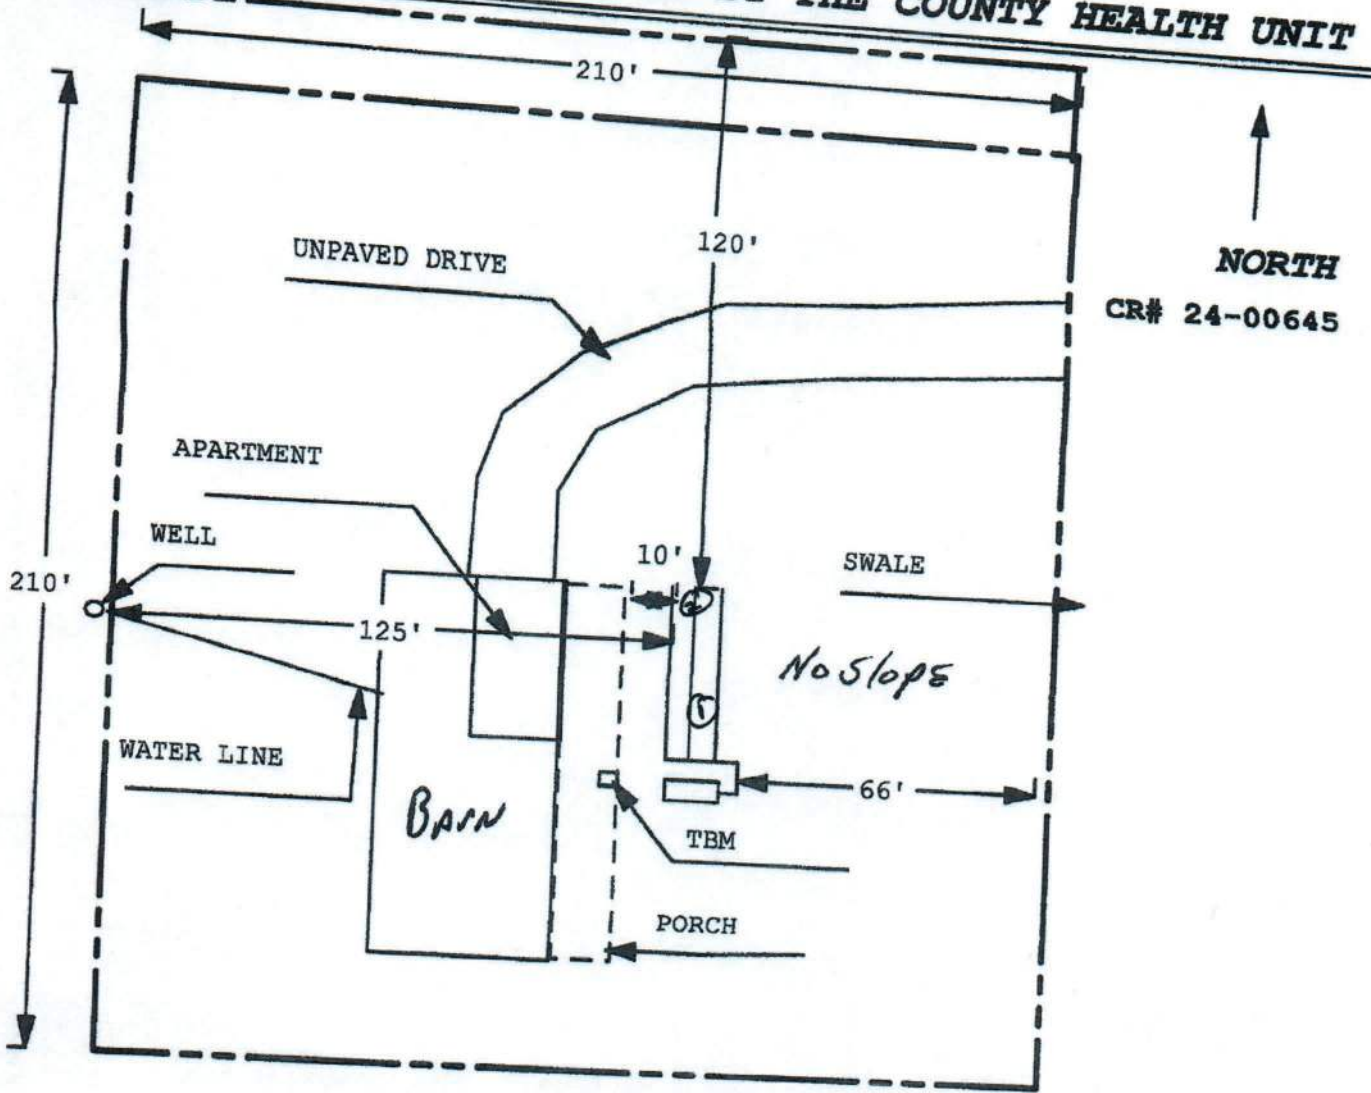 THE COUNTY HEALTH UNIT
210'
120'
UNPAVED DRIVE
NORTH
CR# 24-00645
APARTMENT
WELL
10'
SWALE
210'
125'
No SlopE
WATER LINE
66'
BArN
TBM
PORCH